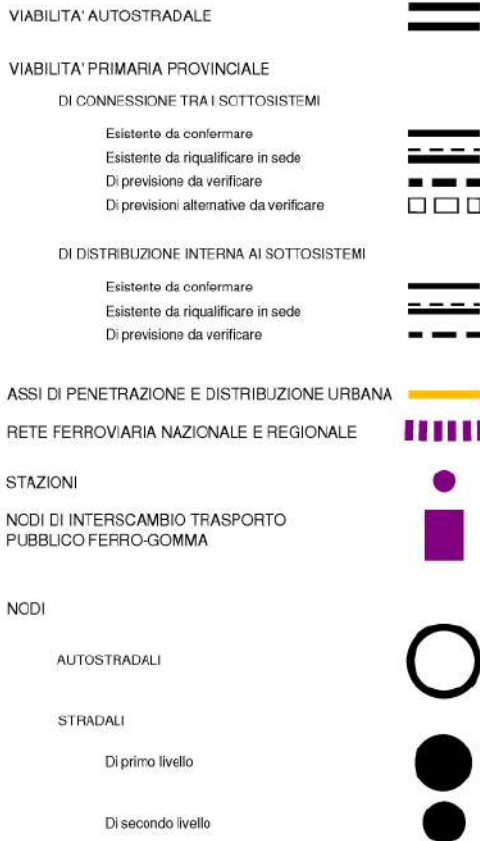 VIABILITA' AUTOSTRADALE
VIABILITA' PRIMARIA PROVINCIALE
DI CONNESSIONE TRA I SOTTOSISTEMI
Esistente da confermare
Esistente da riqualificare in sede
Di previsione da verificare
Di previsioni alternative da verificare
DI DISTRIBUZIONE INTERNA AI SOTTOSISTEMI
Esistente da confermare
Esistente da riqualificare in sede
Di previsione da verificare
ASSI DI PENETRAZIONE E DISTRIBUZIONE URBANA
RETE FERROVIARIA NAZIONALE E REGIONALE
STAZIONI
NODI DI INTERSCAMBIO TRASPORTO
PUBBLICO FERRO-GOMMA
NODI
AUTOSTRADALI
STRADALI
Di primo livello
Di secondo livello